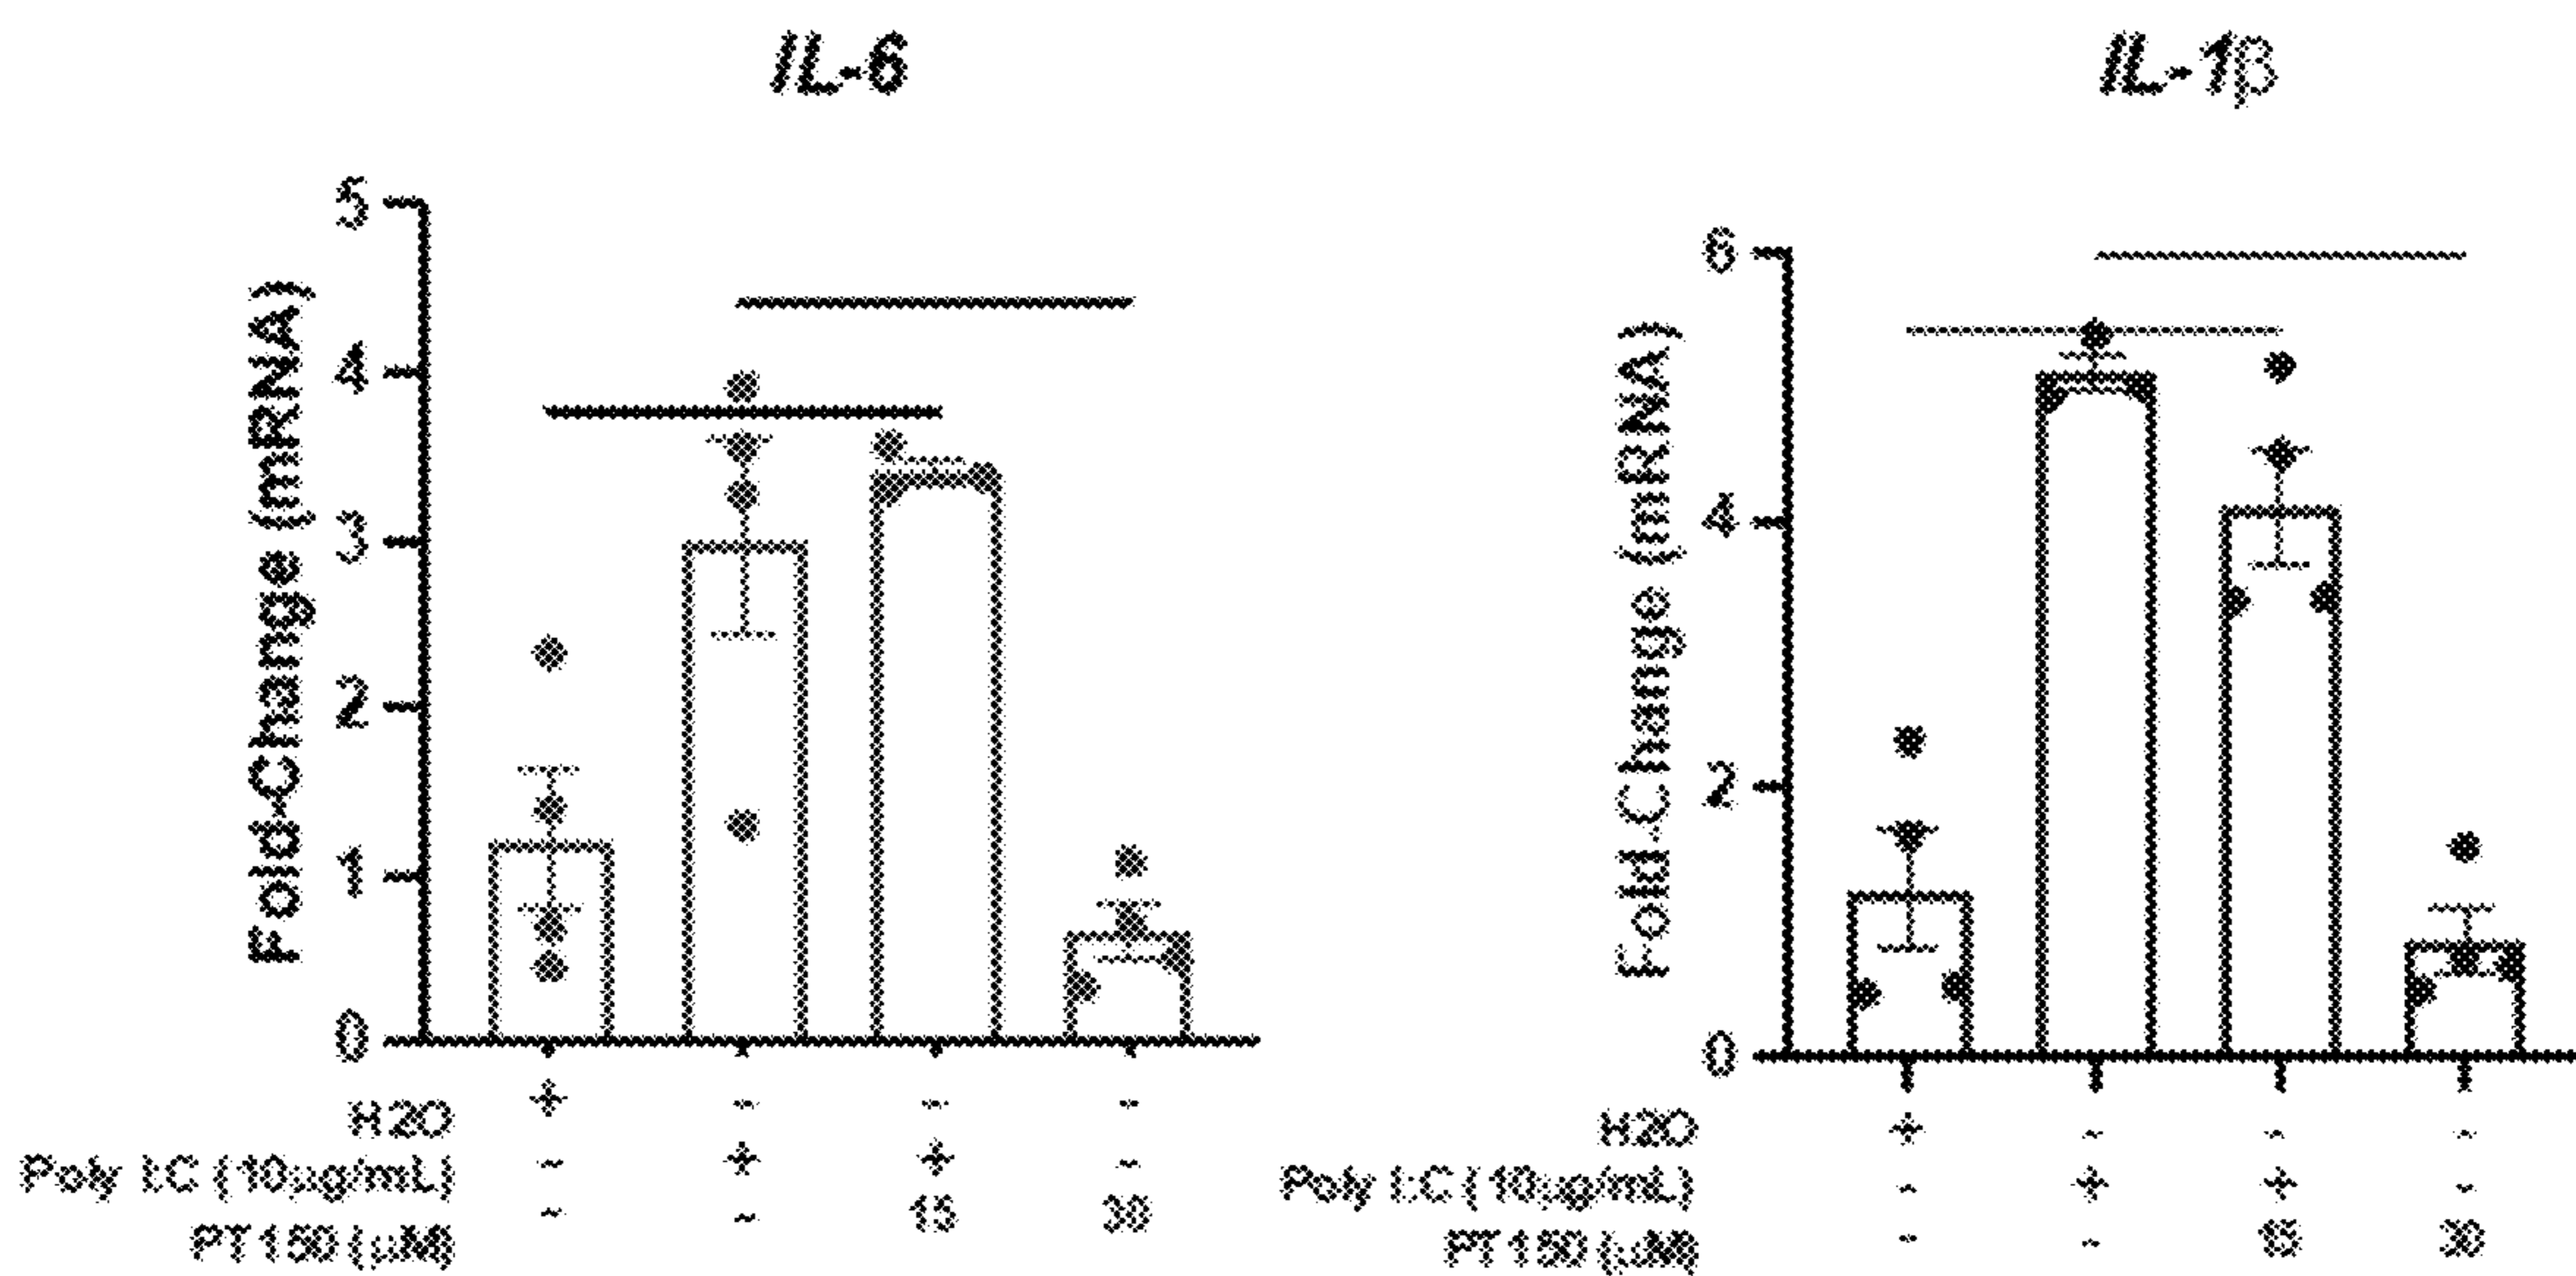 IL-6
5
4
3
2
1
0
Fold-Change (mRNA)
H2O + - - -
Poly I:C (10µg/mL) - + + -
PT150 (µM) - - 15 30
IL-1β
6
4
2
0
Fold Change (mRNA)
H2O + - - -
Poly I:C (10µg/mL) - + + -
PT150 (µM) - - 15 30